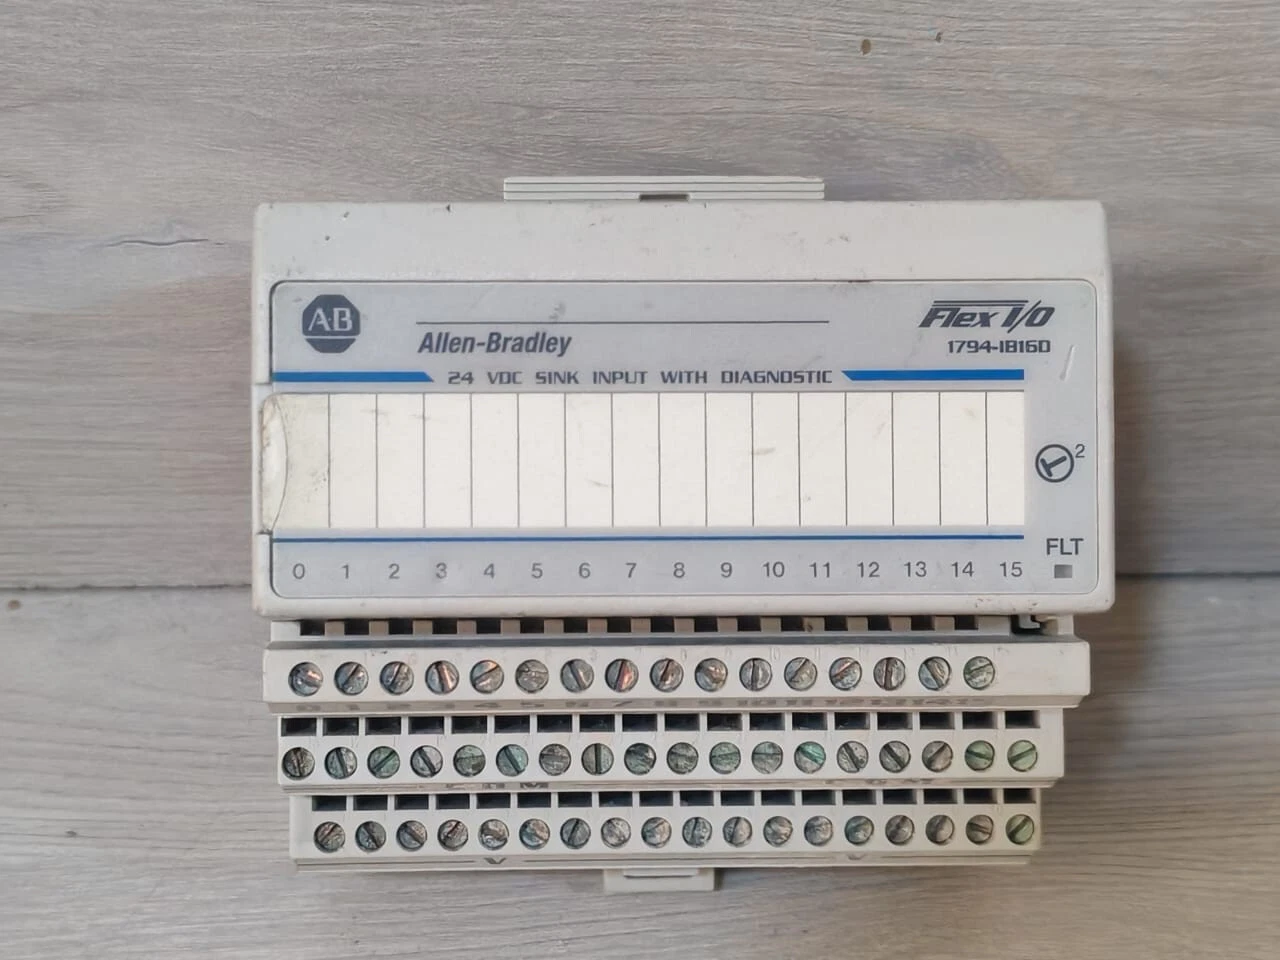 AB
Allen-Bradley
Flex I/O
1794-IB16D
24 VDC SINK INPUT WITH DIAGNOSTIC
2
FLT
0 1 2 3 4 5 6 7 8 9 10 11 12 13 14 15
V V